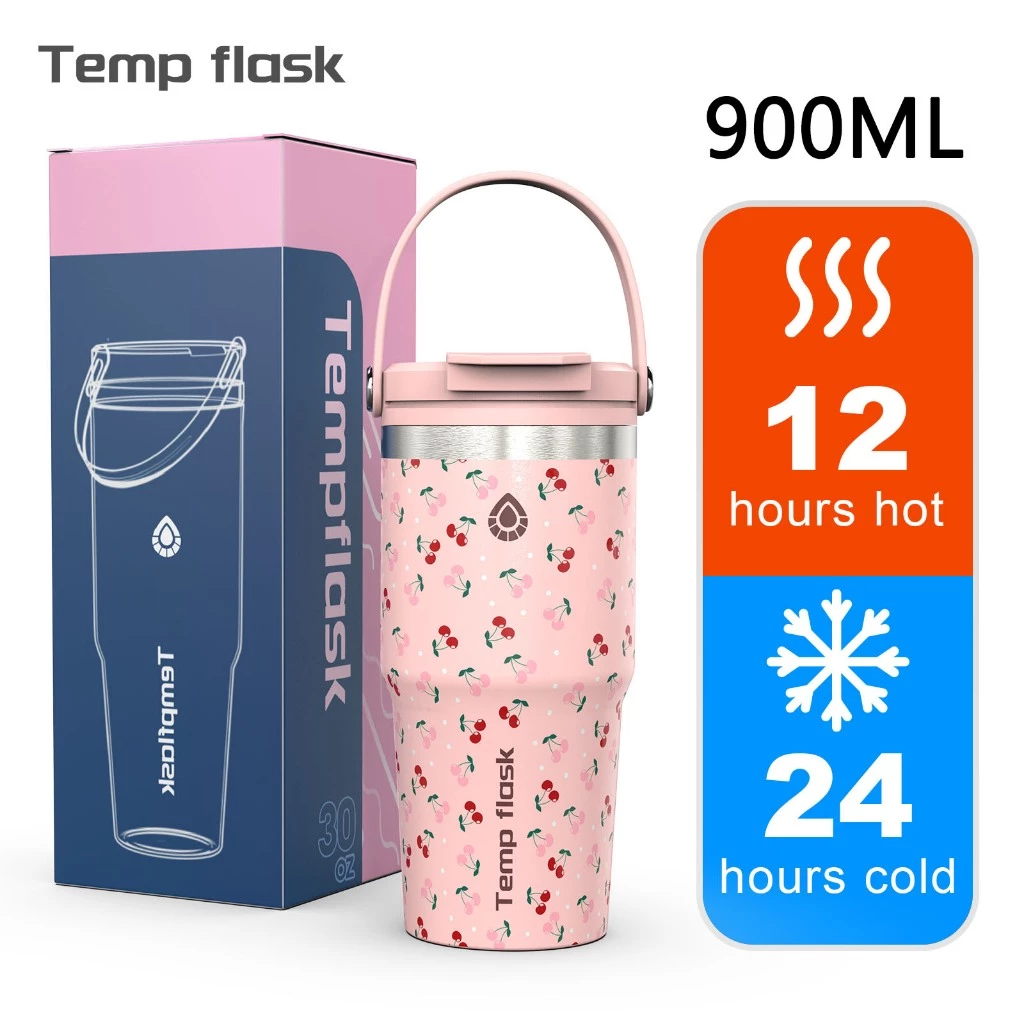 Temp flask
900ML
12
hours hot
24
hours cold
Tempflask
30
OZ
Tempflask
Temp flask